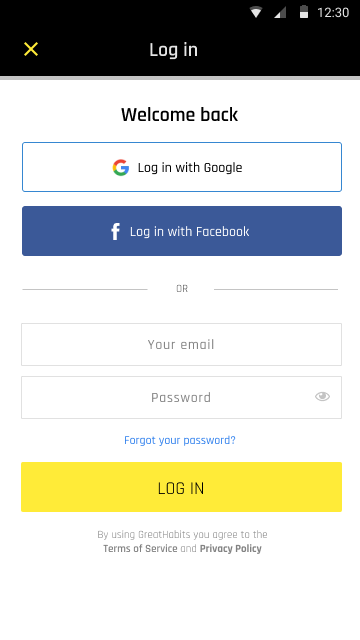 12:30
Log in
Welcome back
Log in with Google
Log in with Facebook
OR
Your email
Password
Forgot your password?
LOG IN
By using GreatHabits you agree to the
Terms of Service and Privacy Policy